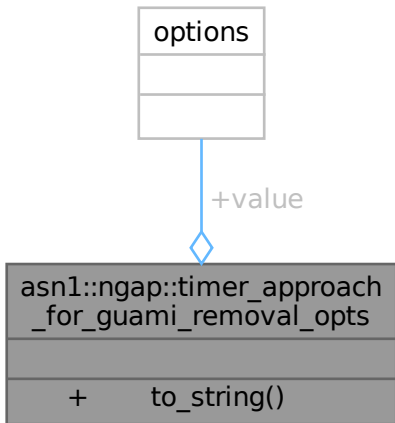 options
+value
asn1::ngap::timer_approach
_for_guami_removal_opts
+ to_string()